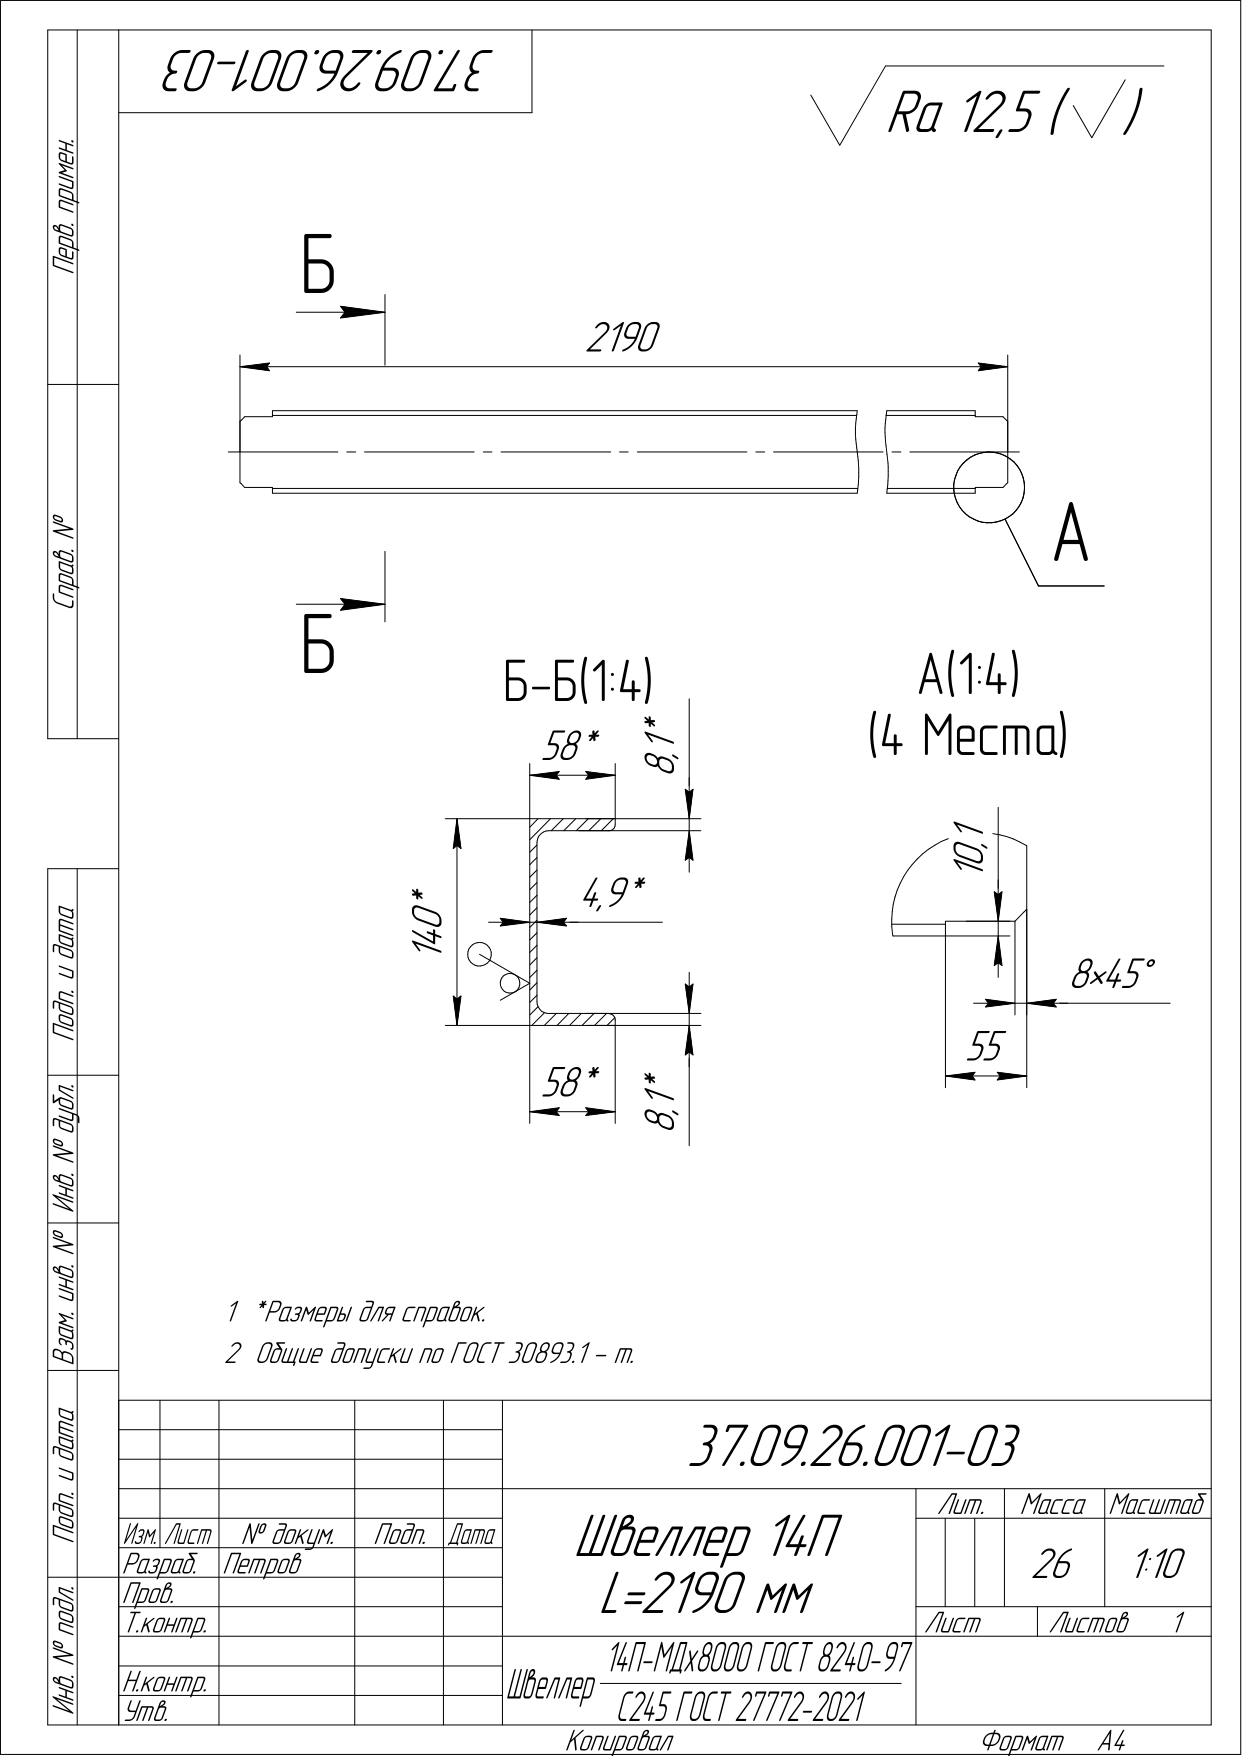 37.09.26.001-03
Ra 12,5 (√)
Перв. примен.
Справ. №
Подп. и дата
Инв. № дубл.
Взам. инв. №
Подп. и дата
Инв. № подл.
Б
2190
А
Б
Б-Б(1:4)
А(1:4)
(4 Места)
58*
8,1*
140*
4,9*
58*
8,1*
10,1
8×45°
55
1 *Размеры для справок.
2 Общие допуски по ГОСТ 30893.1 - m.
37.09.26.001-03
Изм. Лист № докум. Подп. Дата
Разраб. Петров
Пров.
Т.контр.
Н.контр.
Утв.
Швеллер 14П
L=2190 мм
Лит. Масса Масштаб
26 1:10
Лист Листов 1
Швеллер 14П-МДх8000 ГОСТ 8240-97
С245 ГОСТ 27772-2021
Копировал Формат А4